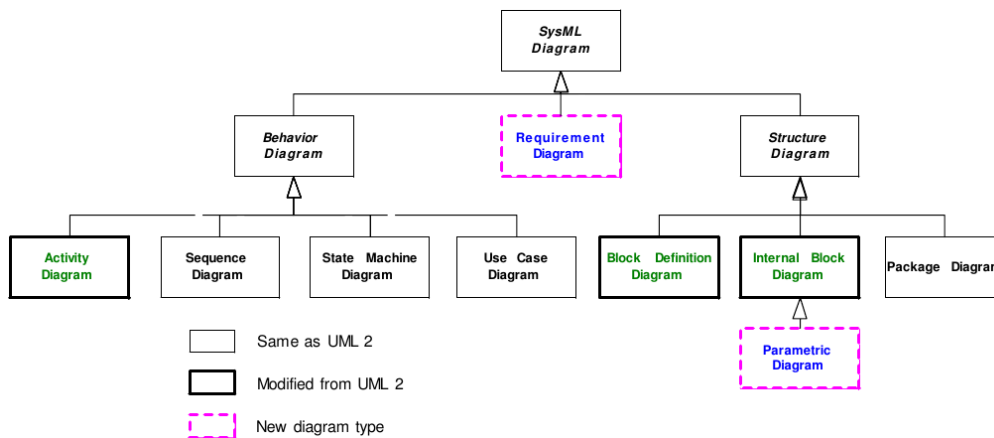 SysML
Diagram
Behavior
Diagram
Requirement
Diagram
Structure
Diagram
Activity
Diagram
Sequence
Diagram
State Machine
Diagram
Use Case
Diagram
Block Definition
Diagram
Internal Block
Diagram
Package Diagram
Parametric
Diagram
Same as UML 2
Modified from UML 2
New diagram type